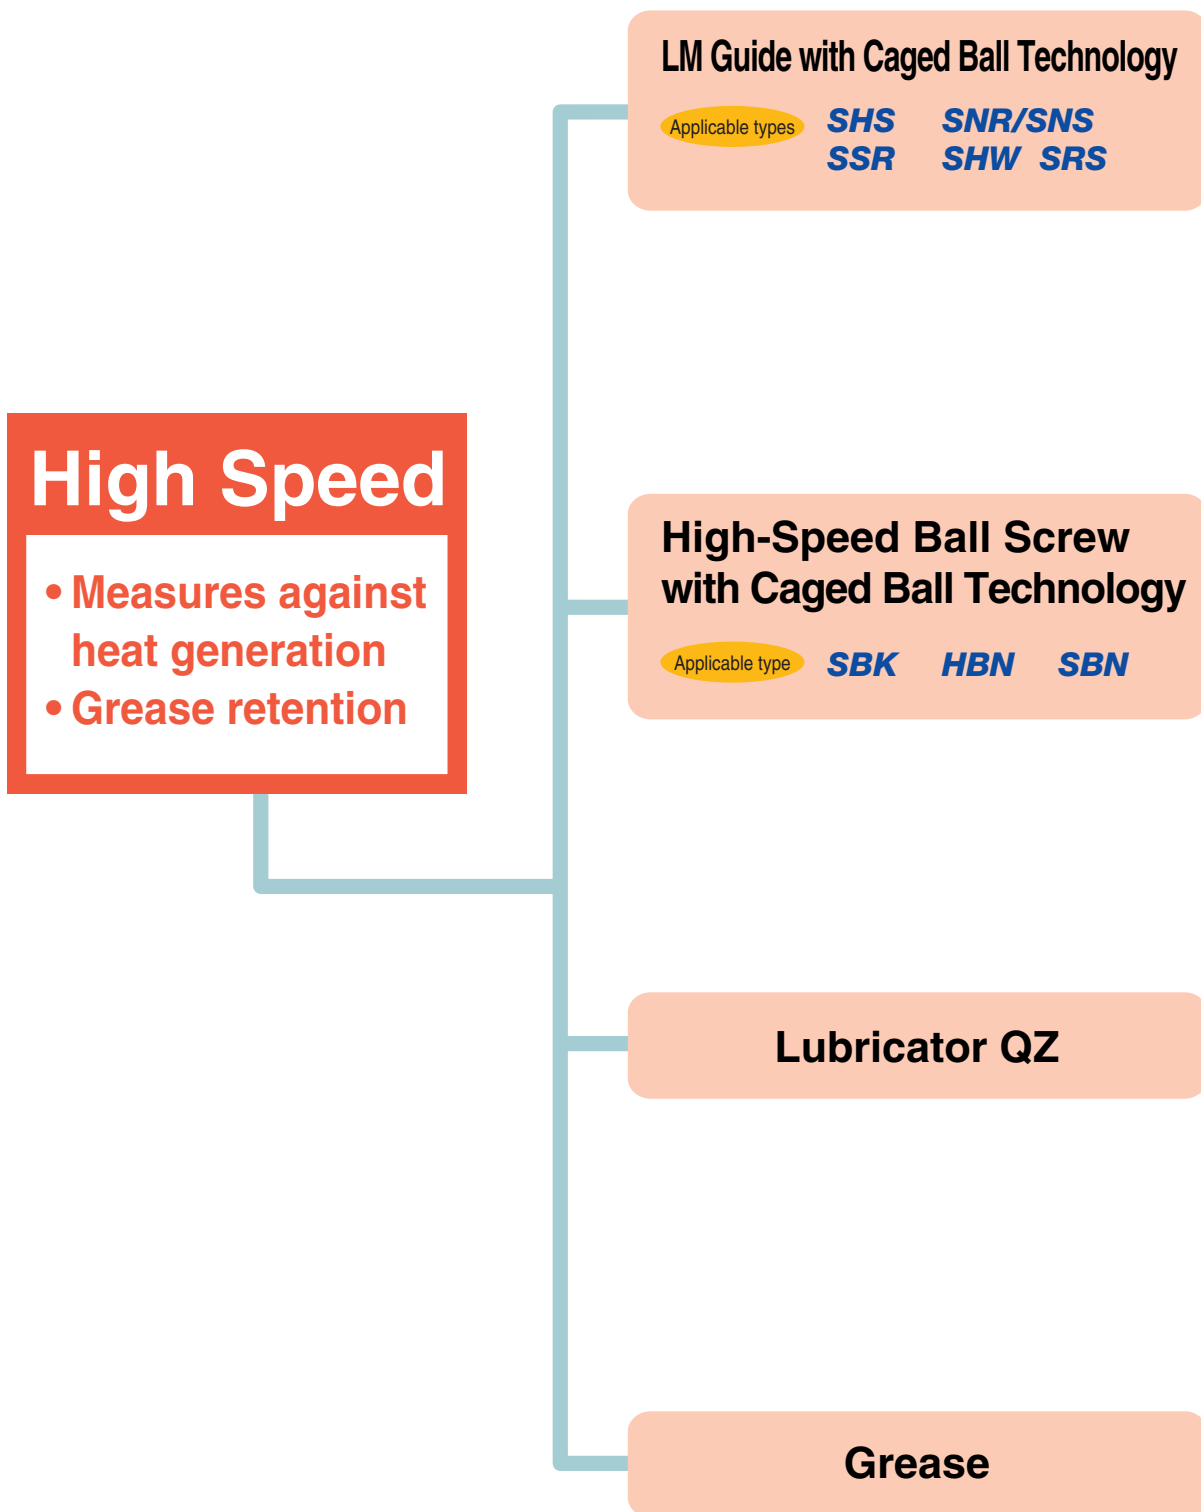 High Speed
• Measures against
heat generation
• Grease retention
LM Guide with Caged Ball Technology
Applicable types SHS SNR/SNS
SSR SHW SRS
High-Speed Ball Screw
with Caged Ball Technology
Applicable type SBK HBN SBN
Lubricator QZ
Grease